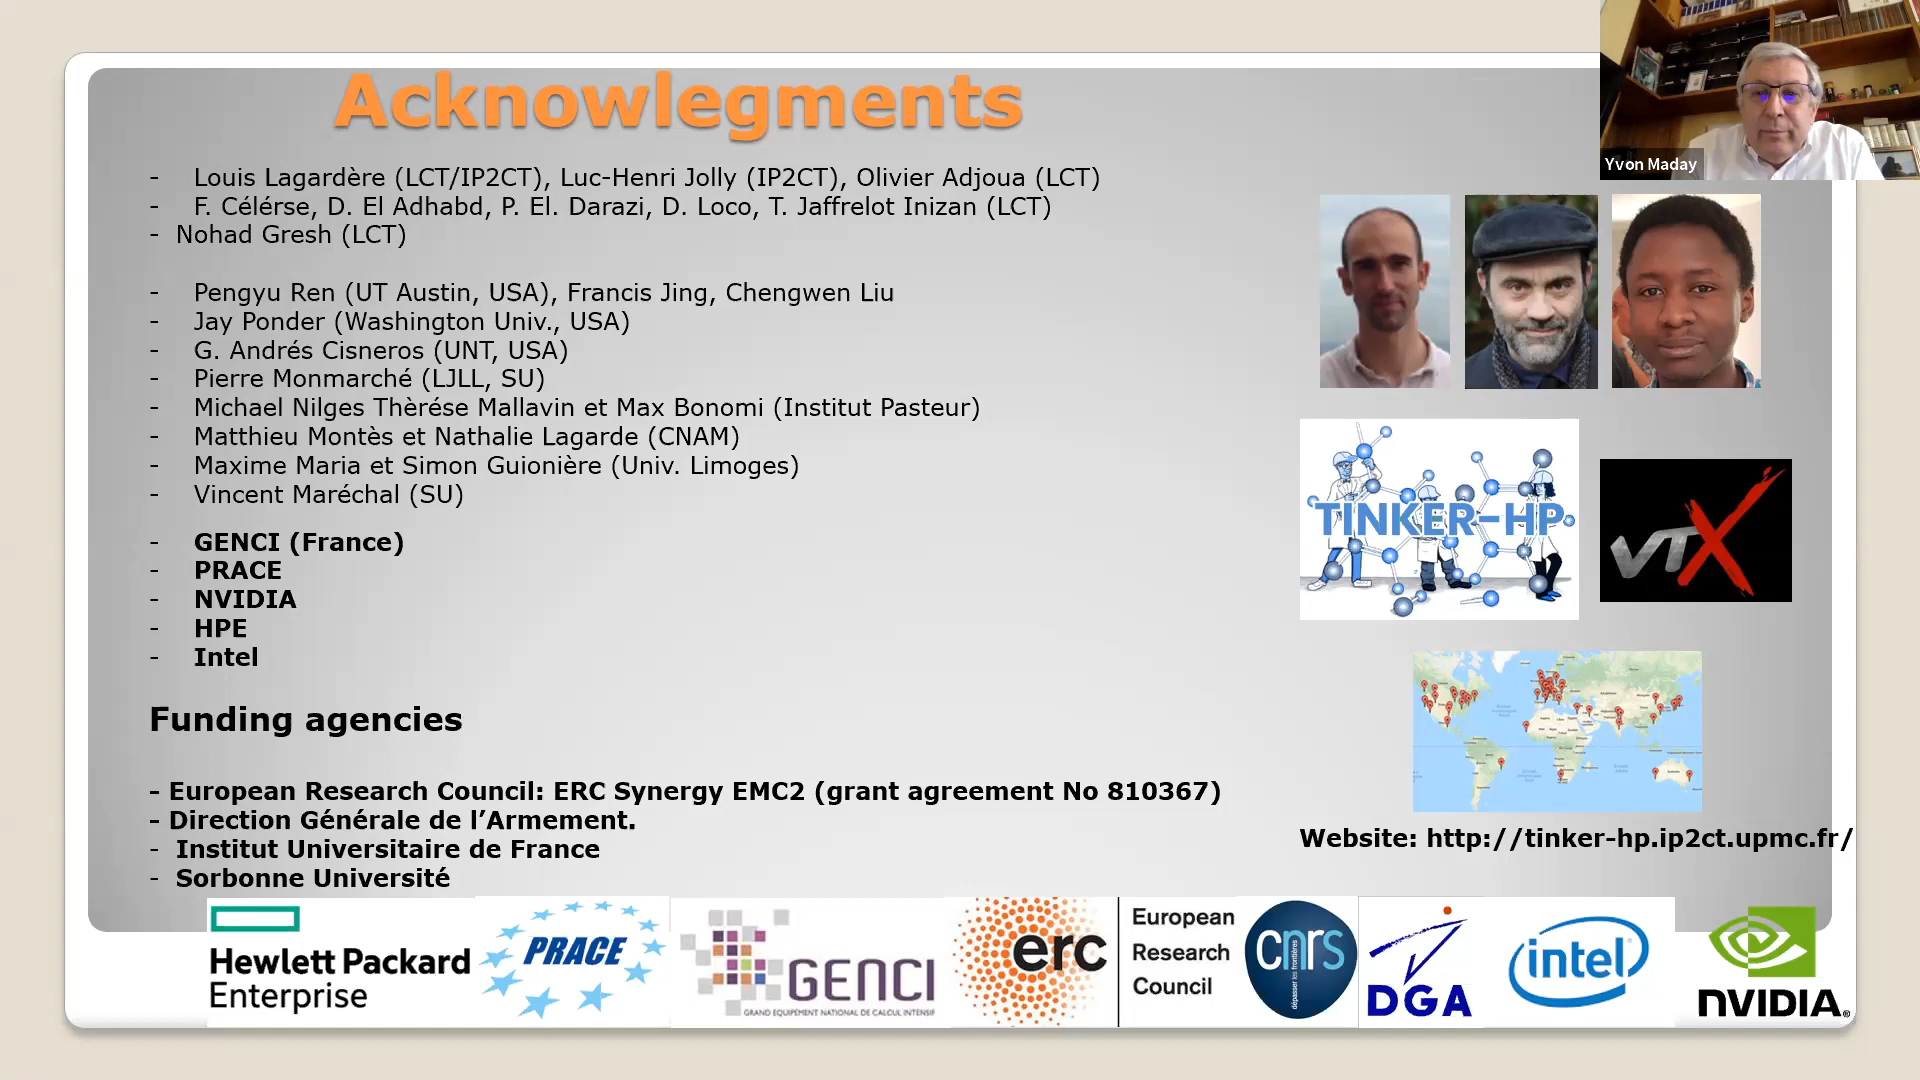 Acknowlegments
Yvon Maday
- Louis Lagardère (LCT/IP2CT), Luc-Henri Jolly (IP2CT), Olivier Adjoua (LCT)
- F. Célérse, D. El Adhabd, P. El. Darazi, D. Loco, T. Jaffrelot Inizan (LCT)
- Nohad Gresh (LCT)
- Pengyu Ren (UT Austin, USA), Francis Jing, Chengwen Liu
- Jay Ponder (Washington Univ., USA)
- G. Andrés Cisneros (UNT, USA)
- Pierre Monmarché (LJLL, SU)
- Michael Nilges Thèrése Mallavin et Max Bonomi (Institut Pasteur)
- Matthieu Montès et Nathalie Lagarde (CNAM)
- Maxime Maria et Simon Guionière (Univ. Limoges)
- Vincent Maréchal (SU)
- GENCI (France)
- PRACE
- NVIDIA
- HPE
- Intel
TINKER-HP
VTX
Funding agencies
- European Research Council: ERC Synergy EMC2 (grant agreement No 810367)
- Direction Générale de l’Armement.
- Institut Universitaire de France
- Sorbonne Université
Website: http://tinker-hp.ip2ct.upmc.fr/
Hewlett Packard
Enterprise
PRACE
GENCI
GRAND EQUIPEMENT NATIONAL DE CALCUL INTENSIF
erc
European
Research
Council
cnrs
dépasser les frontières
DGA
intel
NVIDIA.